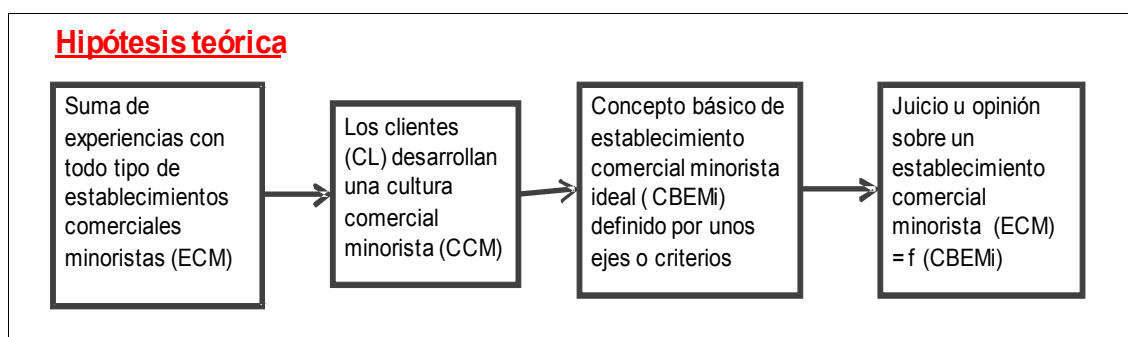 Hipótesis teórica
Suma de
experiencias con
todo tipo de
establecimientos
comerciales
minoristas (ECM)
Los clientes
(CL) desarrollan
una cultura
comercial
minorista (CCM)
Concepto básico de
establecimiento
comercial minorista
ideal ( CBEMi)
definido por unos
ejes o criterios
Juicio u opinión
sobre un
establecimiento
comercial
minorista (ECM)
= f (CBEMi)